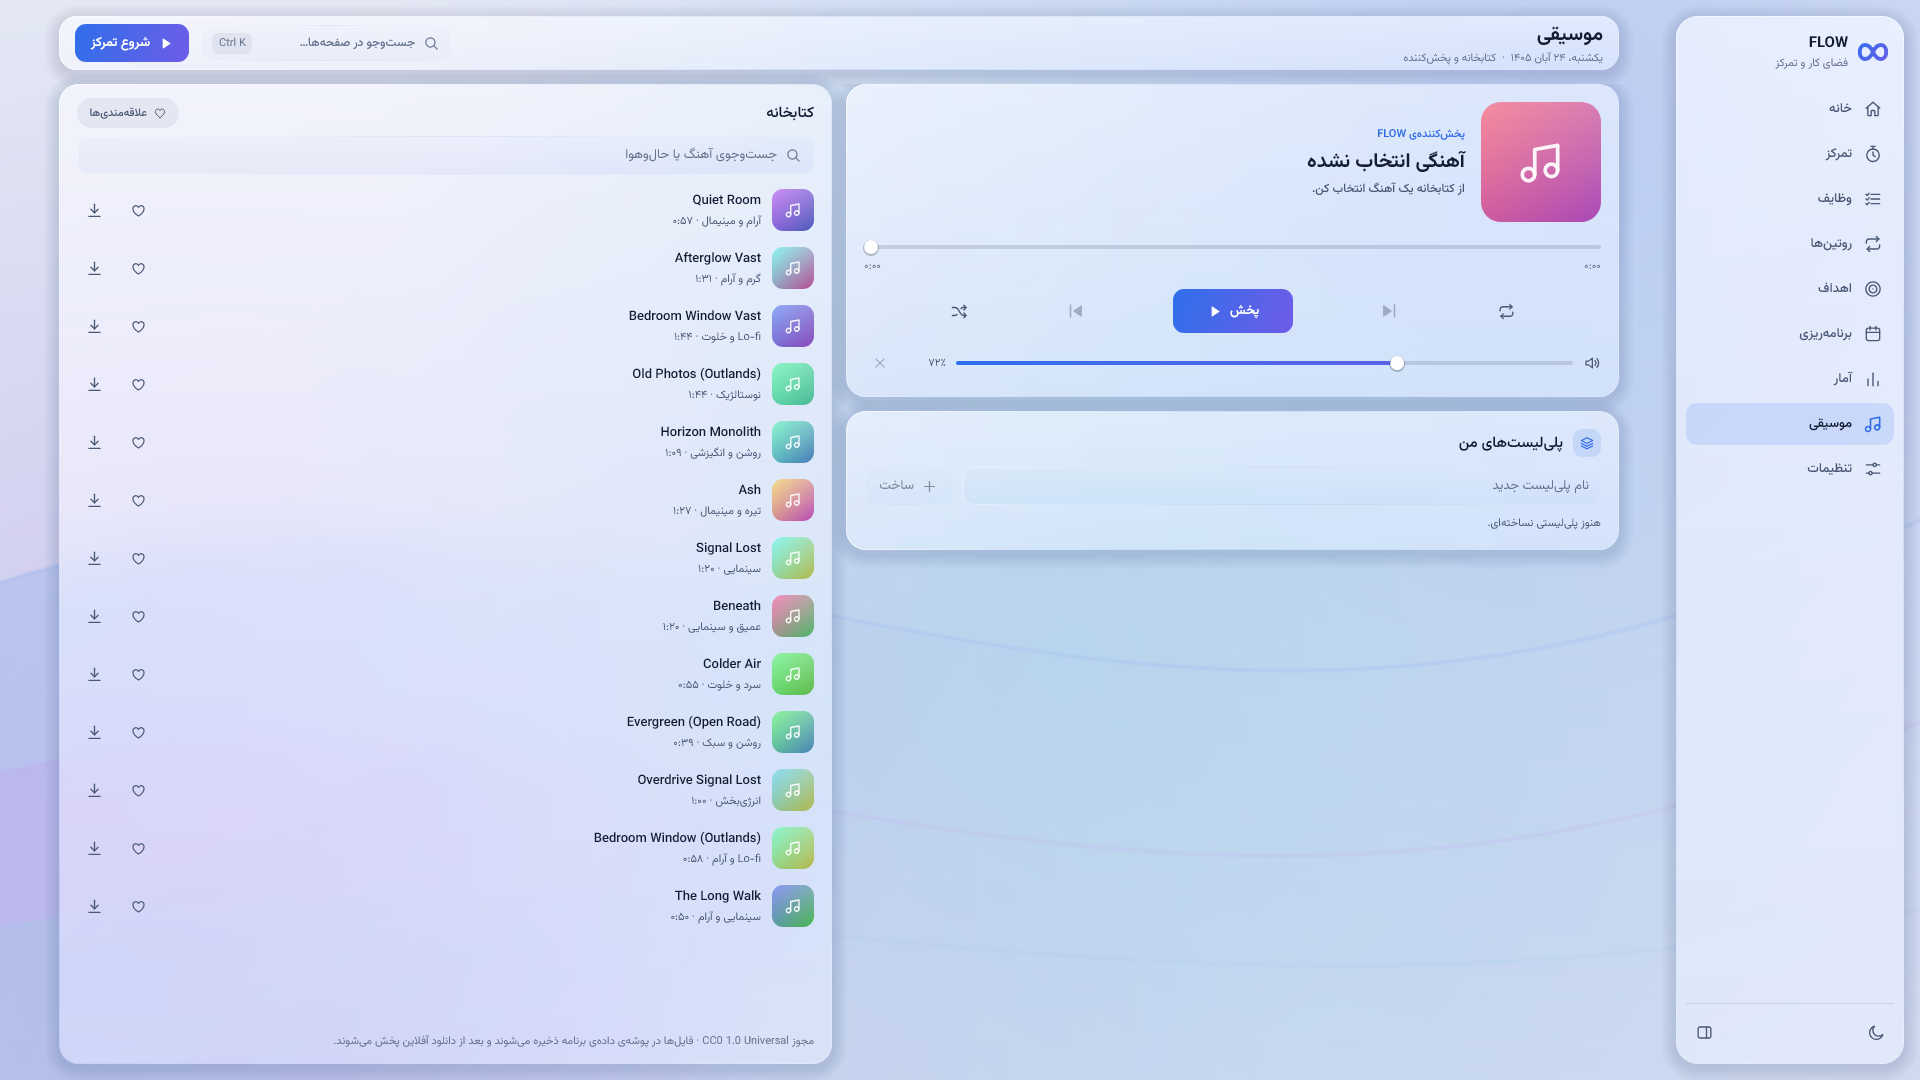 FLOW
فضای کار و تمرکز
خانه
تمرکز
وظایف
روتین‌ها
اهداف
برنامه‌ریزی
آمار
موسیقی
تنظیمات
موسیقی
یکشنبه، ۲۴ آبان ۱۴۰۵ · کتابخانه و پخش‌کننده
جست‌وجو در صفحه‌ها...
Ctrl K
شروع تمرکز
پخش‌کننده‌ی FLOW
آهنگی انتخاب نشده
از کتابخانه یک آهنگ انتخاب کن.
۰:۰۰
۰:۰۰
پخش
۷۲٪
پلی‌لیست‌های من
نام پلی‌لیست جدید
ساخت
هنوز پلی‌لیستی نساخته‌ای.
کتابخانه
علاقه‌مندی‌ها
جست‌وجوی آهنگ یا حال‌وهوا
Quiet Room
آرام و مینیمال · ۰:۵۷
Afterglow Vast
گرم و آرام · ۱:۳۱
Bedroom Window Vast
Lo-fi و خلوت · ۱:۴۴
Old Photos (Outlands)
نوستالژیک · ۱:۴۴
Horizon Monolith
روشن و انگیزشی · ۱:۰۹
Ash
تیره و مینیمال · ۱:۲۷
Signal Lost
سینمایی · ۱:۲۰
Beneath
عمیق و سینمایی · ۱:۲۰
Colder Air
سرد و خلوت · ۰:۵۵
Evergreen (Open Road)
روشن و سبک · ۰:۳۹
Overdrive Signal Lost
انرژی‌بخش · ۱:۰۰
Bedroom Window (Outlands)
Lo-fi و آرام · ۰:۵۸
The Long Walk
سینمایی و آرام · ۰:۵۰
مجوز CC0 1.0 Universal · فایل‌ها در پوشه‌ی داده‌ی برنامه ذخیره می‌شوند و بعد از دانلود آفلاین پخش می‌شوند.